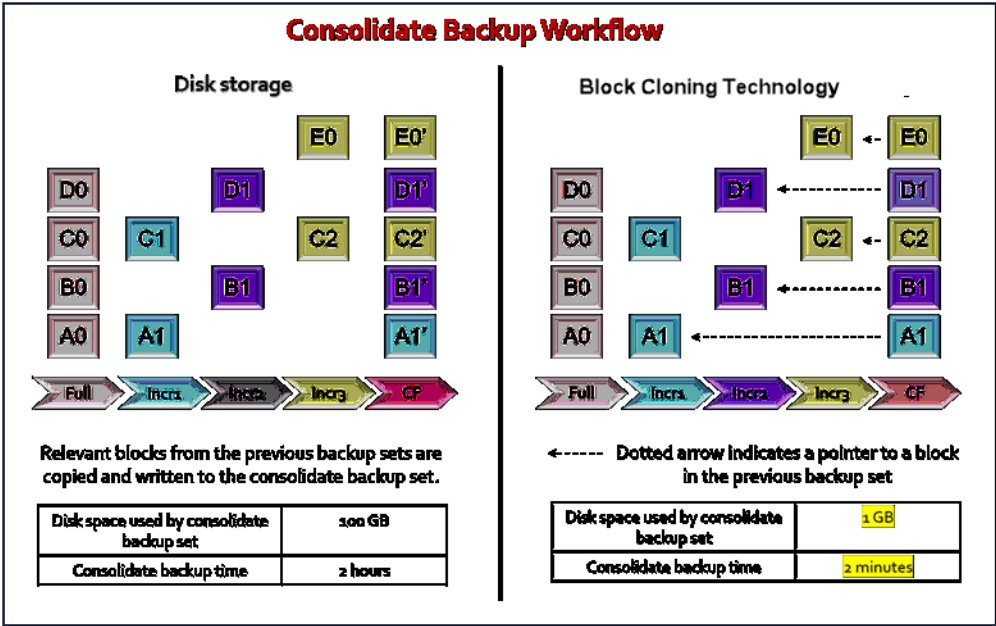 Consolidate Backup Workflow
Disk storage
E0 E0'
D0 D1 D1'
C0 C1 C2 C2'
B0 B1 B1'
A0 A1 A1'
Full Incr1 Incr2 Incr3 CF
Relevant blocks from the previous backup sets are
copied and written to the consolidate backup set.
Disk space used by consolidate
backup set
100 GB
Consolidate backup time
2 hours
Block Cloning Technology
E0 E0
D0 D1 D1
C0 C1 C2 C2
B0 B1 B1
A0 A1 A1
Full Incr1 Incr2 Incr3 CF
Dotted arrow indicates a pointer to a block
in the previous backup set
Disk space used by consolidate
backup set
1 GB
Consolidate backup time
2 minutes